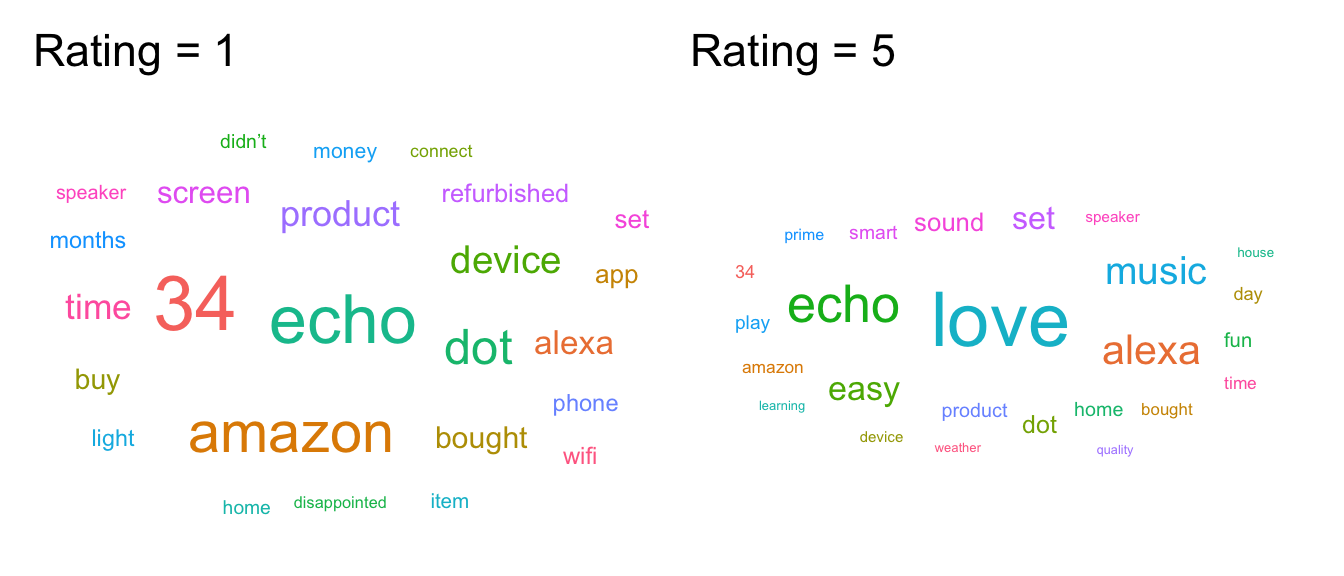 Rating = 1
didn’t
money
connect
speaker
screen
refurbished
product
set
months
device
app
time
34
echo
dot
alexa
buy
phone
light
amazon
bought
wifi
home
disappointed
item
Rating = 5
prime
smart
sound
set
speaker
house
34
music
day
play
echo
love
fun
alexa
amazon
easy
time
learning
product
dot
home
bought
device
weather
quality